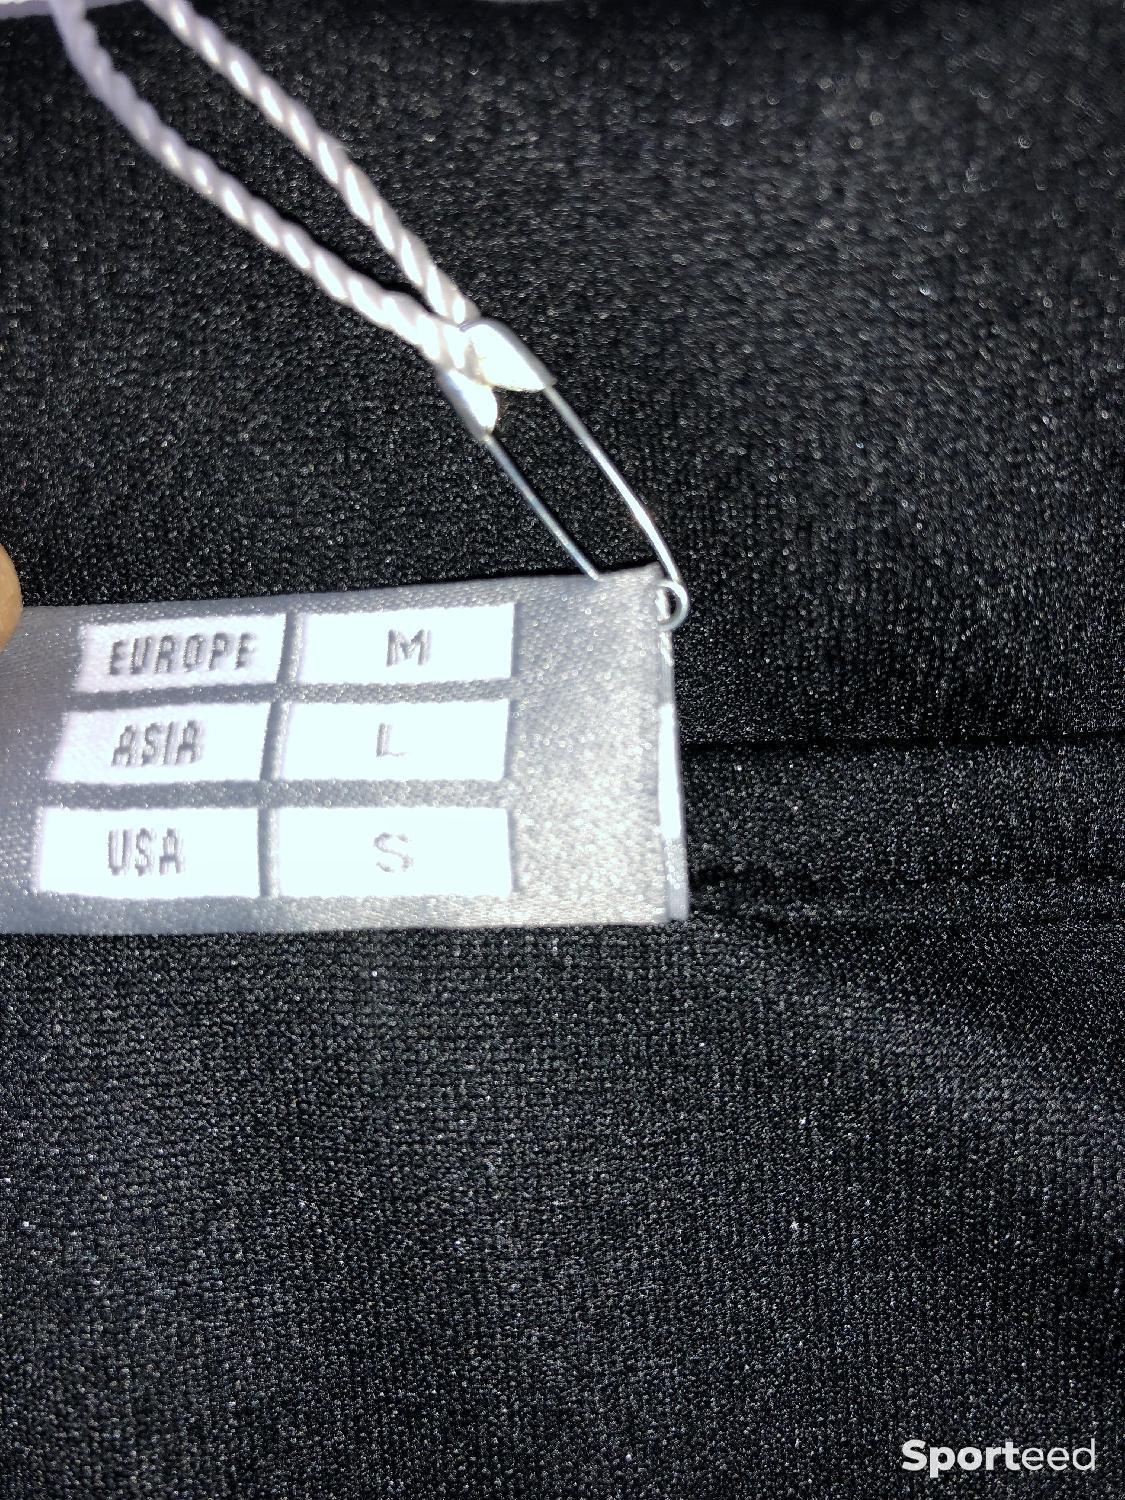 EUROPE M
ASIA L
USA S
Sporteed